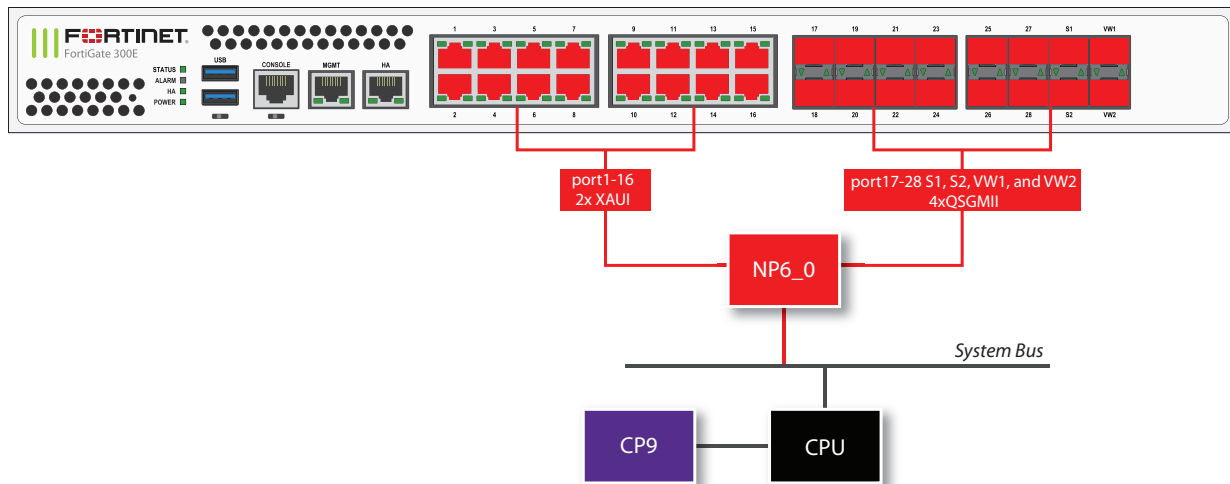 FORTINET
FortiGate 300E
STATUS
ALARM
HA
POWER
USB
CONSOLE
MGMT
HA
1 3 5 7
2 4 6 8
9 11 13 15
10 12 14 16
17 19 21 23
18 20 22 24
25 27 S1 VW1
26 28 S2 VW2
port1-16
2x XAUI
port17-28 S1, S2, VW1, and VW2
4xQSGMII
NP6_0
System Bus
CP9
CPU